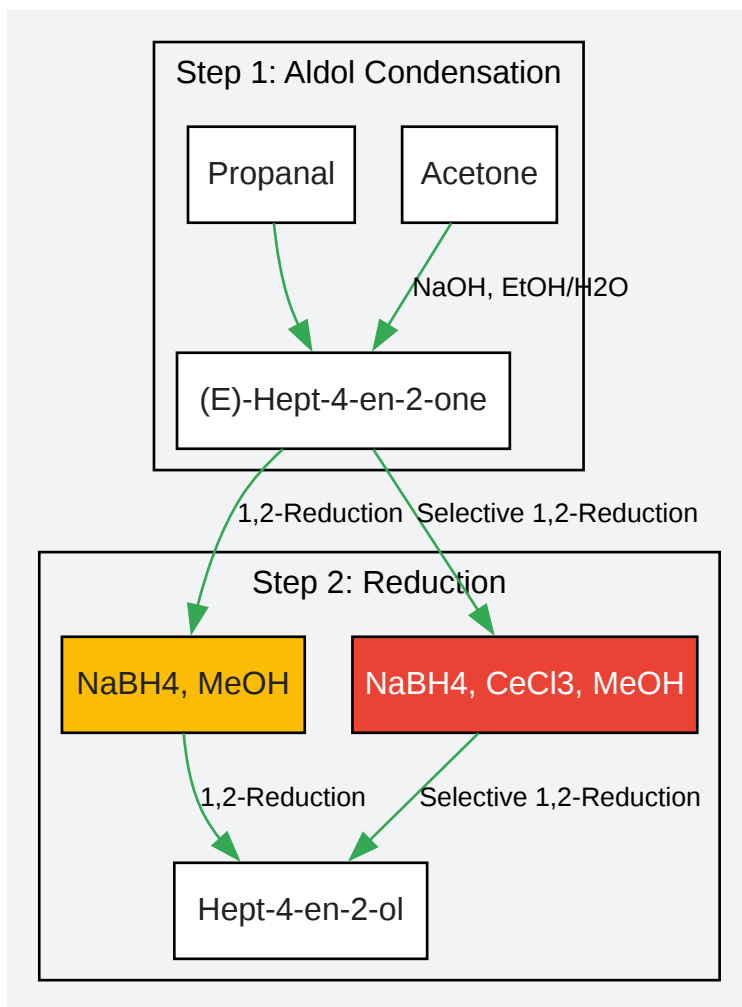 Step 1: Aldol Condensation
Propanal
Acetone
NaOH, EtOH/H2O
(E)-Hept-4-en-2-one
1,2-Reduction
Selective 1,2-Reduction
Step 2: Reduction
NaBH4, MeOH
NaBH4, CeCl3, MeOH
1,2-Reduction
Selective 1,2-Reduction
Hept-4-en-2-ol